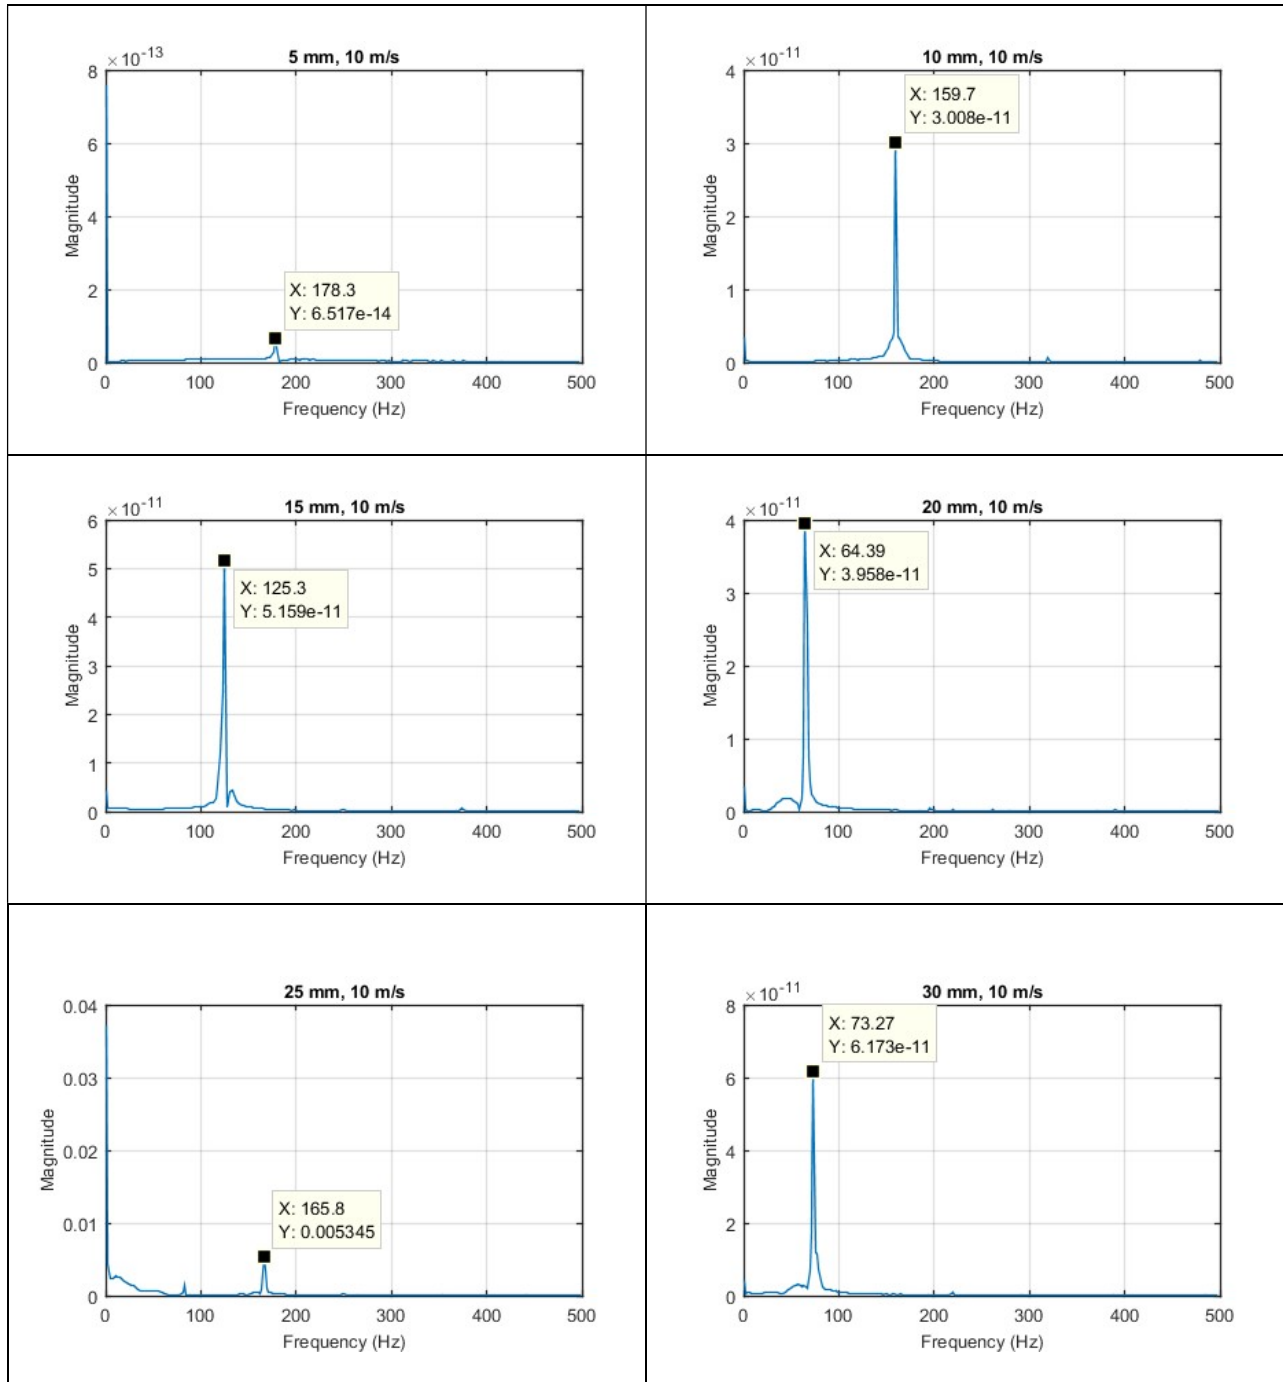 ×10-13
5 mm, 10 m/s
8
6
4
2
0
Magnitude
X: 178.3
Y: 6.517e-14
0 100 200 300 400 500
Frequency (Hz)
×10-11
10 mm, 10 m/s
4
3
2
1
0
Magnitude
X: 159.7
Y: 3.008e-11
0 100 200 300 400 500
Frequency (Hz)
×10-11
15 mm, 10 m/s
6
5
4
3
2
1
0
Magnitude
X: 125.3
Y: 5.159e-11
0 100 200 300 400 500
Frequency (Hz)
×10-11
20 mm, 10 m/s
4
3
2
1
0
Magnitude
X: 64.39
Y: 3.958e-11
0 100 200 300 400 500
Frequency (Hz)
25 mm, 10 m/s
0.04
0.03
0.02
0.01
0
Magnitude
X: 165.8
Y: 0.005345
0 100 200 300 400 500
Frequency (Hz)
×10-11
30 mm, 10 m/s
8
6
4
2
0
Magnitude
X: 73.27
Y: 6.173e-11
0 100 200 300 400 500
Frequency (Hz)